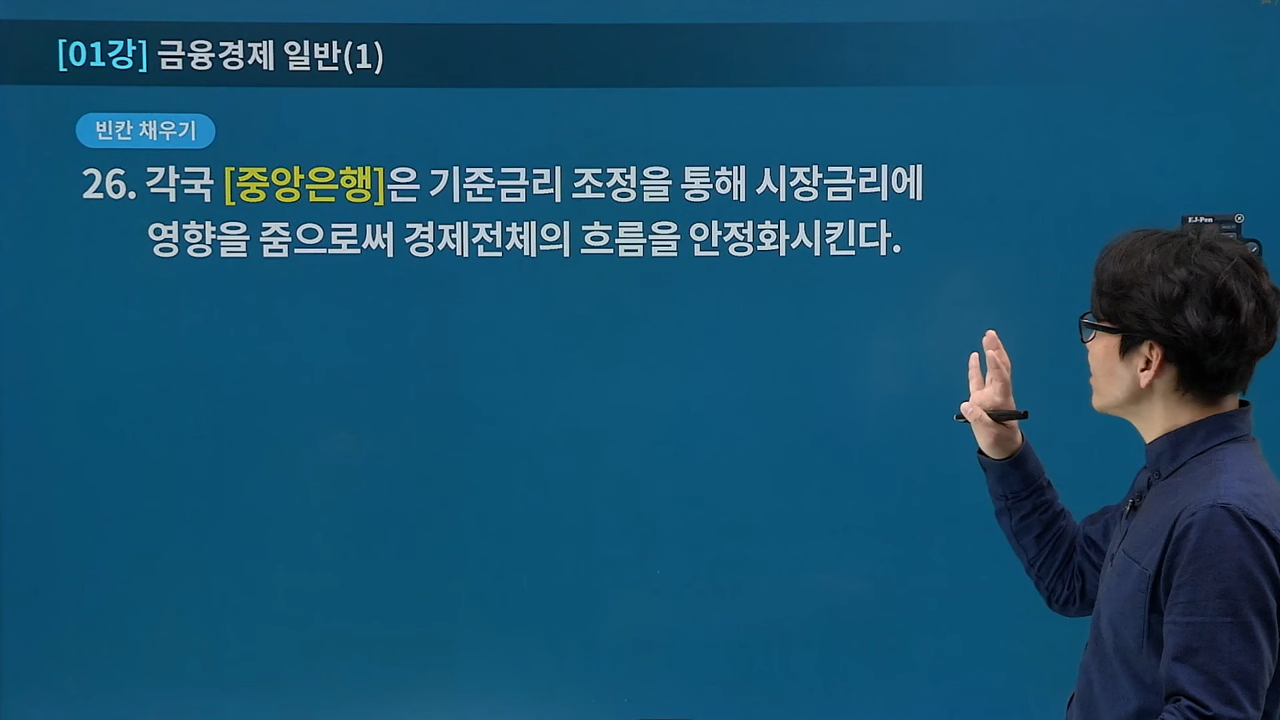 [01강] 금융경제 일반(1)
빈칸 채우기
26. 각국 [중앙은행]은 기준금리 조정을 통해 시장금리에
영향을 줌으로써 경제전체의 흐름을 안정화시킨다.
EJ-Pen